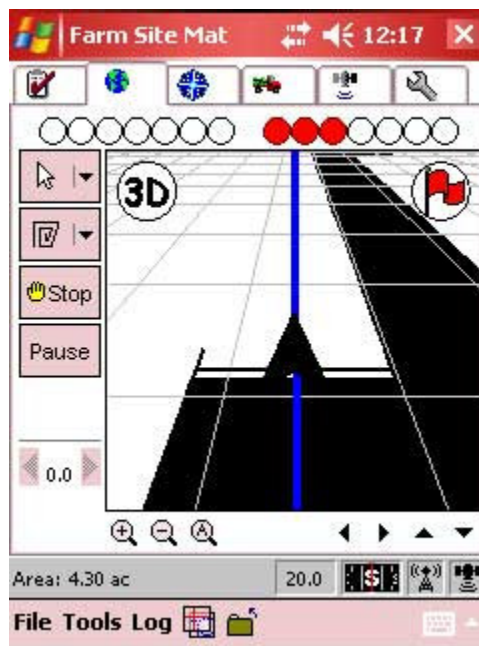 Farm Site Mat 12:17
3D
Stop
Pause
0.0
A
Area: 4.30 ac 20.0 S
File Tools Log